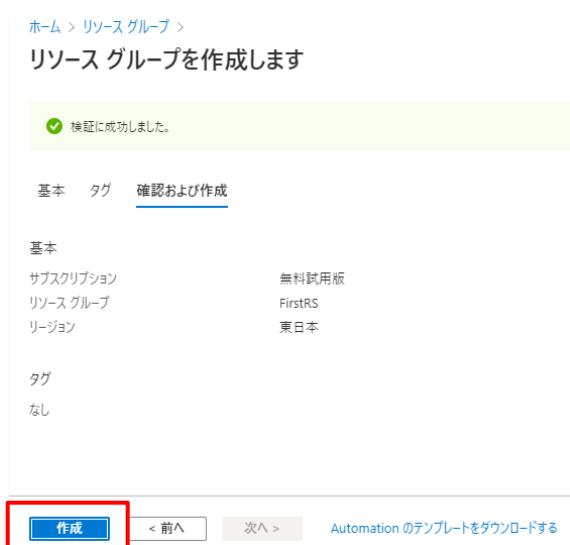 ホーム > リソース グループ >
リソース グループを作成します
検証に成功しました。
基本 タグ 確認および作成
基本
サブスクリプション 無料試用版
リソース グループ FirstRS
リージョン 東日本
タグ
なし
作成 < 前へ 次へ > Automation のテンプレートをダウンロードする